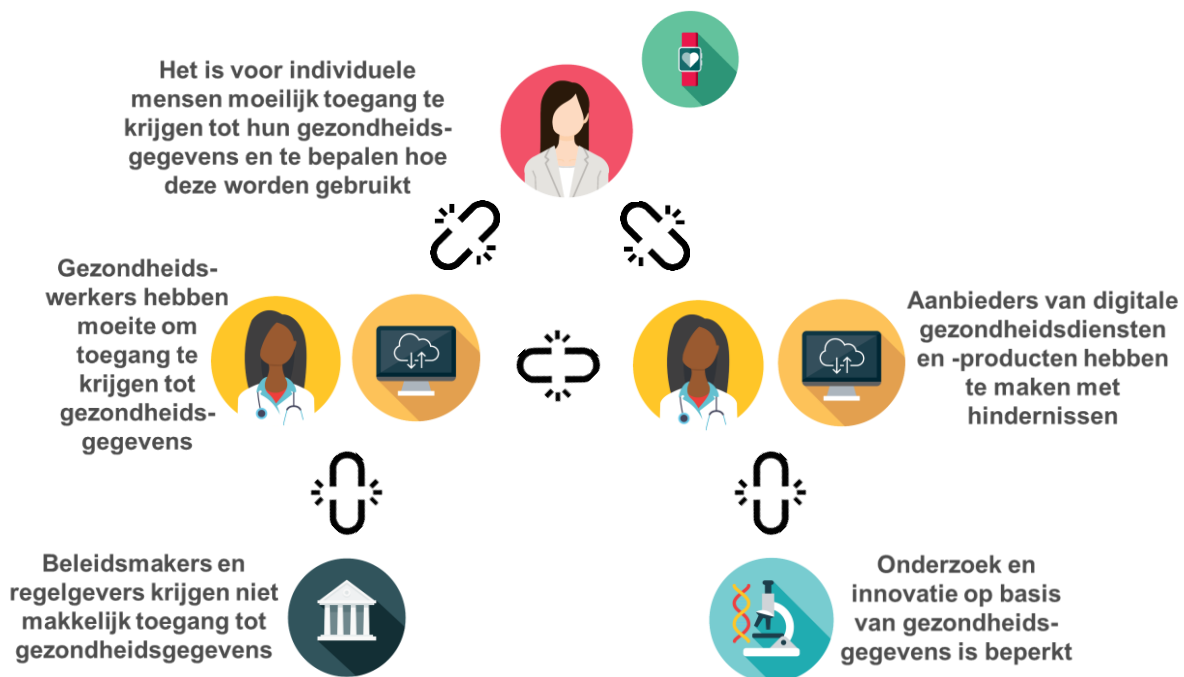 Het is voor individuele
mensen moeilijk toegang te
krijgen tot hun gezondheids-
gegevens en te bepalen hoe
deze worden gebruikt
Gezondheids-
werkers hebben
moeite om
toegang te
krijgen tot
gezondheids-
gegevens
Aanbieders van digitale
gezondheidsdiensten
en -producten hebben
te maken met
hindernissen
Beleidsmakers en
regelgevers krijgen niet
makkelijk toegang tot
gezondheidsgegevens
Onderzoek en
innovatie op basis
van gezondheids-
gegevens is beperkt